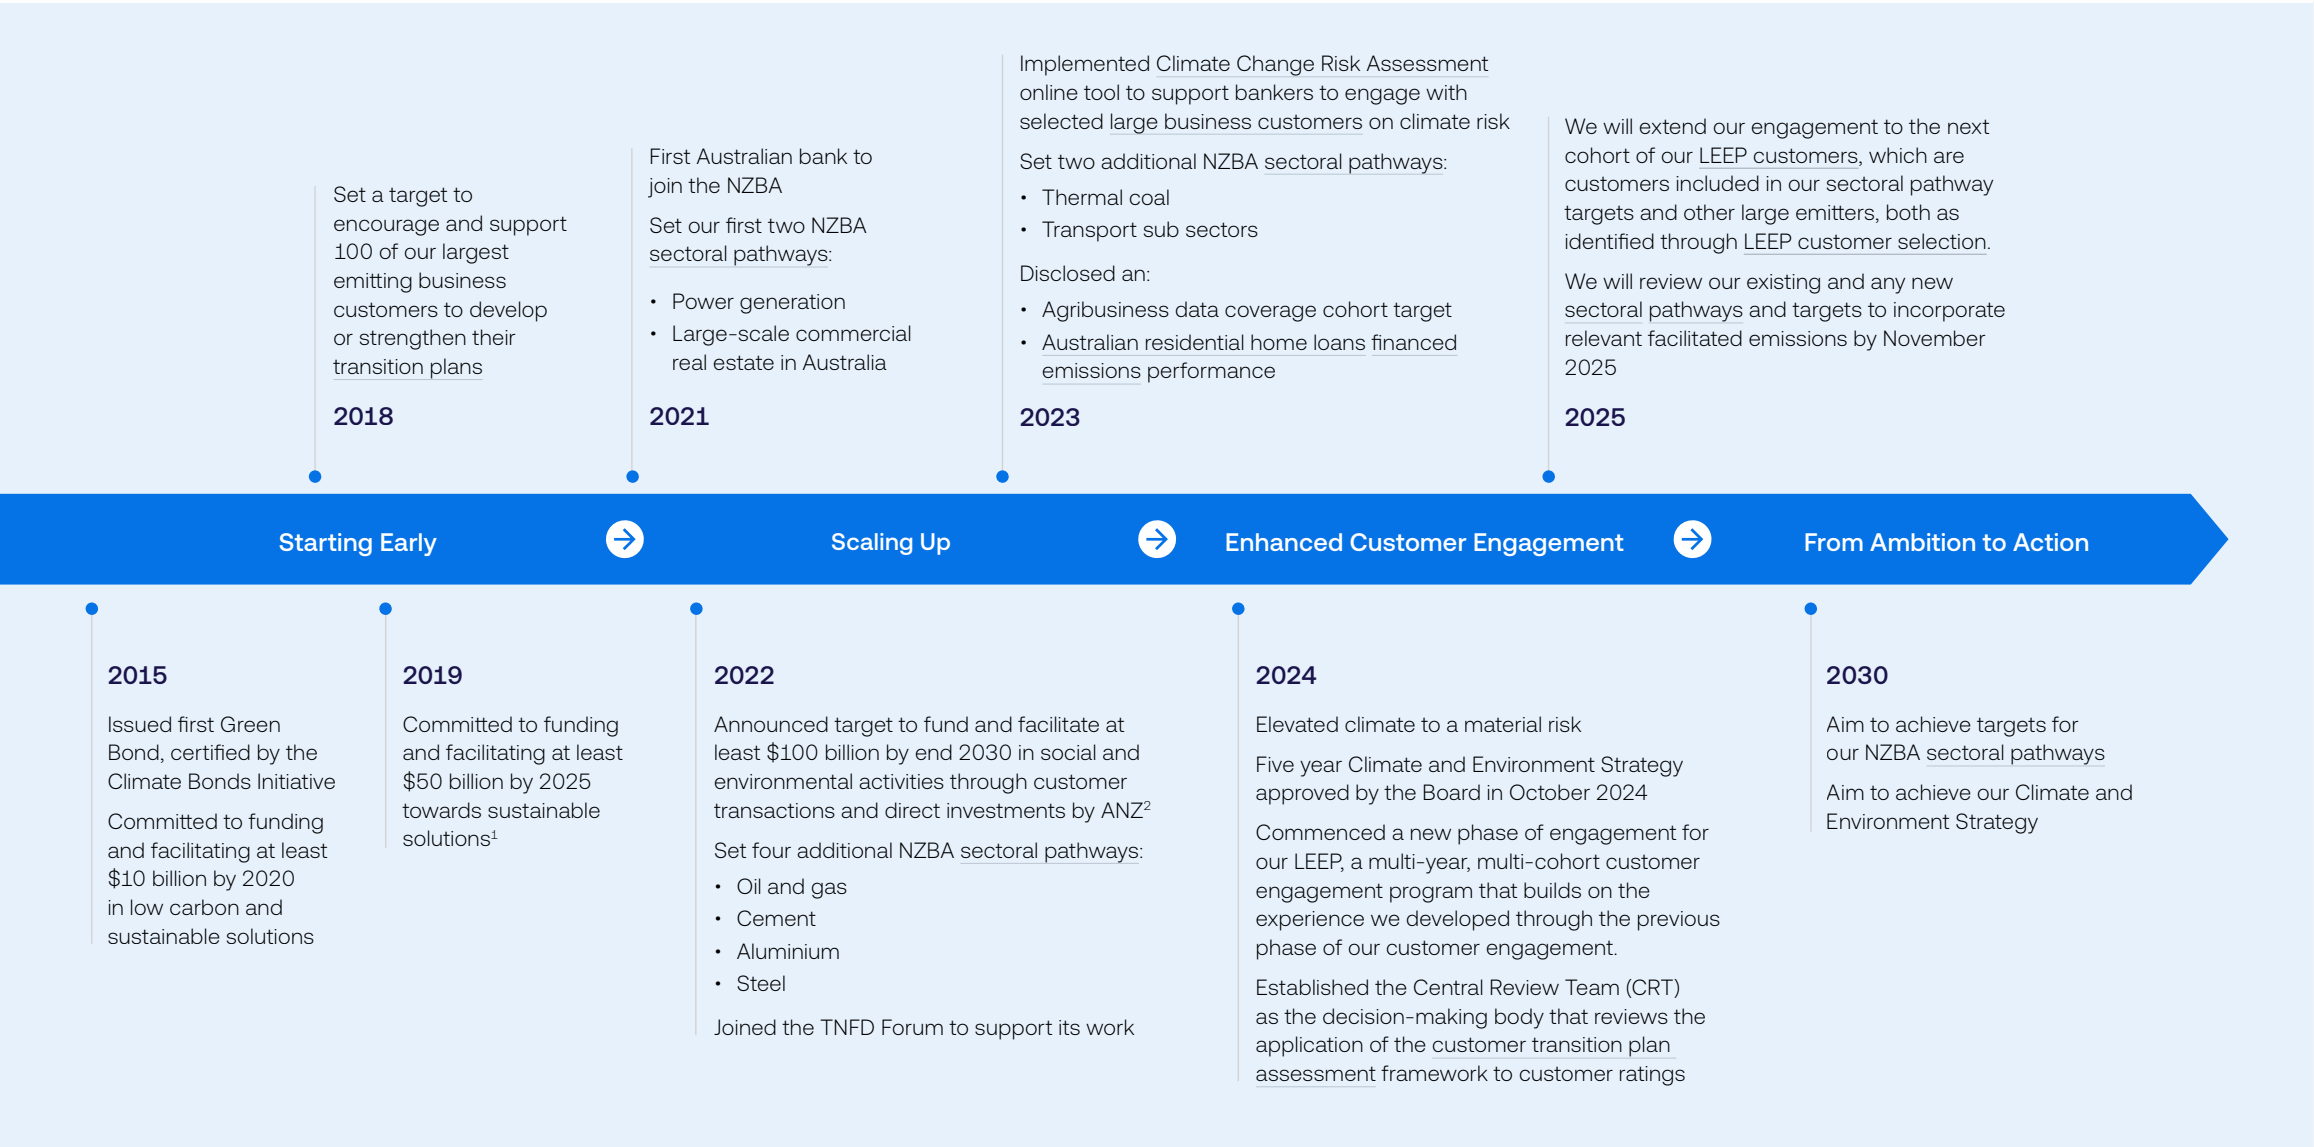 Set a target to
encourage and support
100 of our largest
emitting business
customers to develop
or strengthen their
transition plans
2018
First Australian bank to
join the NZBA
Set our first two NZBA
sectoral pathways:
• Power generation
• Large-scale commercial
real estate in Australia
2021
Implemented Climate Change Risk Assessment
online tool to support bankers to engage with
selected large business customers on climate risk
Set two additional NZBA sectoral pathways:
• Thermal coal
• Transport sub sectors
Disclosed an:
• Agribusiness data coverage cohort target
• Australian residential home loans financed
emissions performance
2023
We will extend our engagement to the next
cohort of our LEEP customers, which are
customers included in our sectoral pathway
targets and other large emitters, both as
identified through LEEP customer selection.
We will review our existing and any new
sectoral pathways and targets to incorporate
relevant facilitated emissions by November
2025
2025
Starting Early
Scaling Up
Enhanced Customer Engagement
From Ambition to Action
2015
Issued first Green
Bond, certified by the
Climate Bonds Initiative
Committed to funding
and facilitating at least
$10 billion by 2020
in low carbon and
sustainable solutions
2019
Committed to funding
and facilitating at least
$50 billion by 2025
towards sustainable
solutions¹
2022
Announced target to fund and facilitate at
least $100 billion by end 2030 in social and
environmental activities through customer
transactions and direct investments by ANZ²
Set four additional NZBA sectoral pathways:
• Oil and gas
• Cement
• Aluminium
• Steel
Joined the TNFD Forum to support its work
2024
Elevated climate to a material risk
Five year Climate and Environment Strategy
approved by the Board in October 2024
Commenced a new phase of engagement for
our LEEP, a multi-year, multi-cohort customer
engagement program that builds on the
experience we developed through the previous
phase of our customer engagement.
Established the Central Review Team (CRT)
as the decision-making body that reviews the
application of the customer transition plan
assessment framework to customer ratings
2030
Aim to achieve targets for
our NZBA sectoral pathways
Aim to achieve our Climate and
Environment Strategy